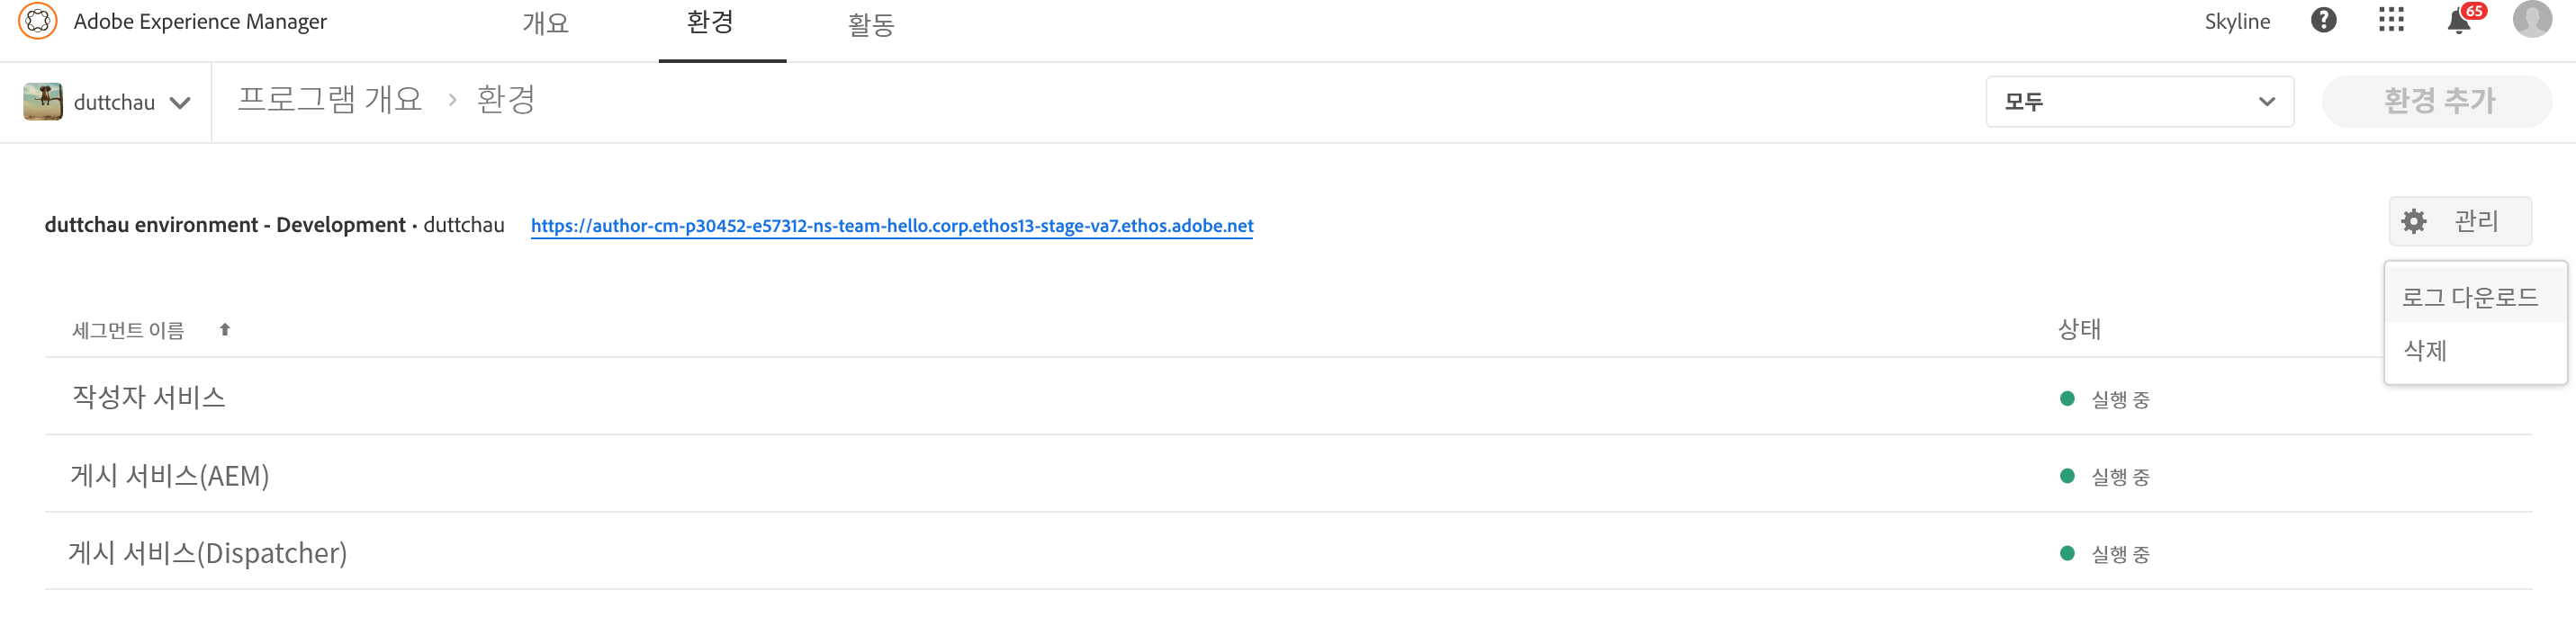 Adobe Experience Manager 개요 환경 활동 Skyline 65
duttchau 프로그램 개요 › 환경 모두 환경 추가
duttchau environment - Development • duttchau https://author-cm-p30452-e57312-ns-team-hello.corp.ethos13-stage-va7.ethos.adobe.net 관리
로그 다운로드
삭제
세그먼트 이름 상태
작성자 서비스 실행 중
게시 서비스(AEM) 실행 중
게시 서비스(Dispatcher) 실행 중